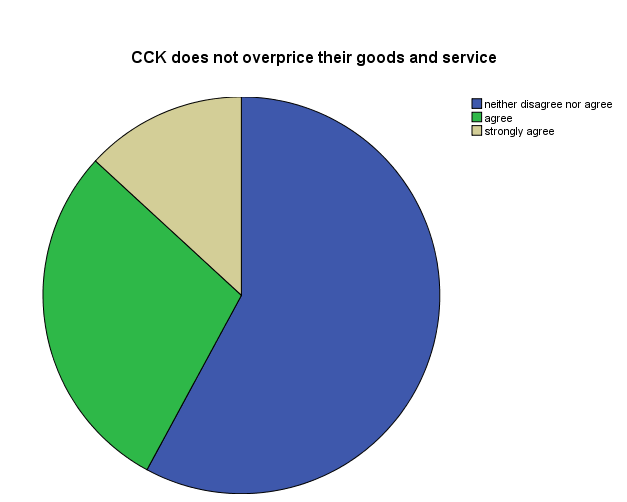 CCK does not overprice their goods and service
neither disagree nor agree
agree
strongly agree